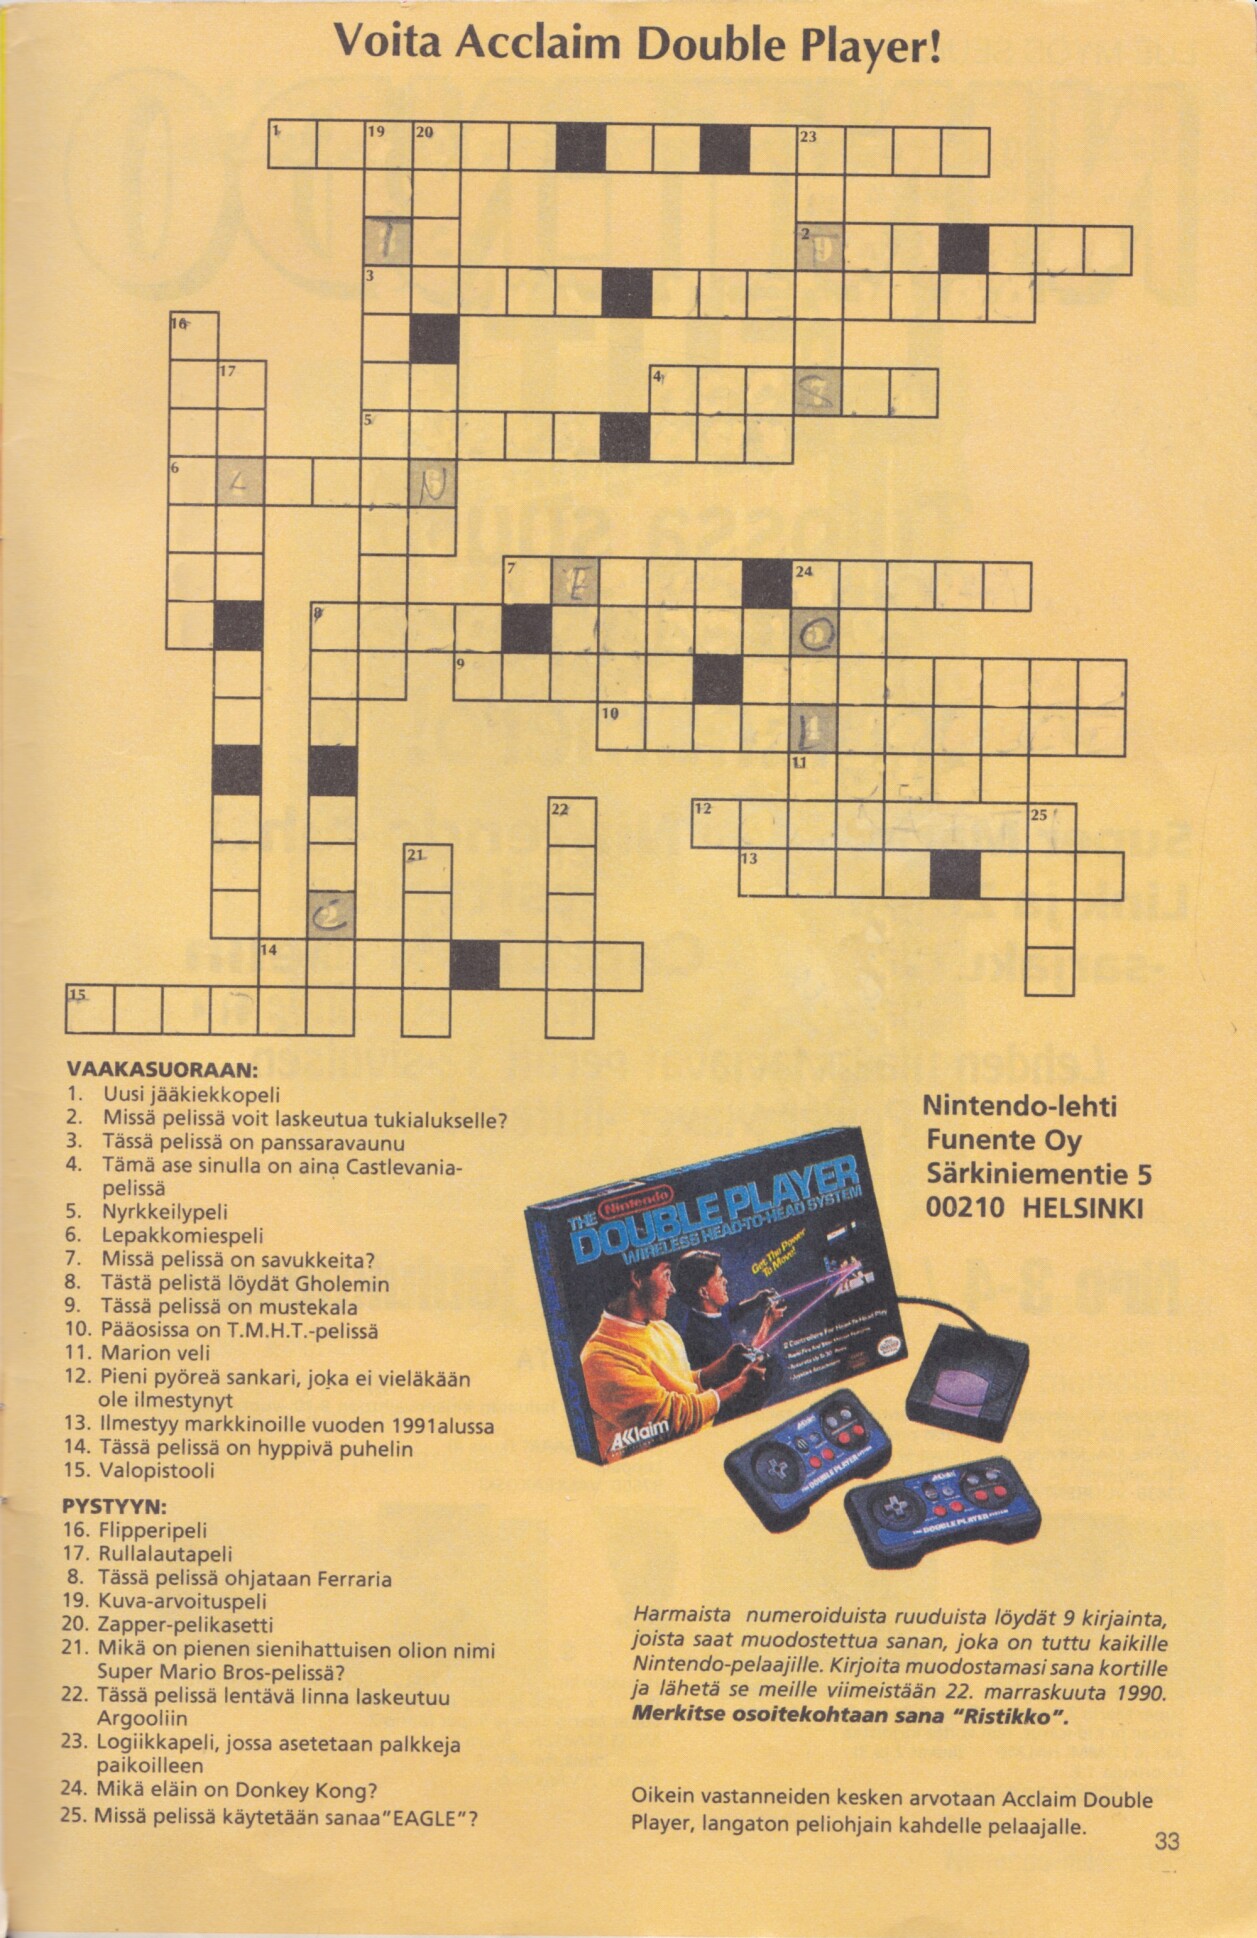 Voita Acclaim Double Player!
1 19 20 23
2
3
16
17
4
5
6
7 24
8
9
10
11
22 12 25
21 13
14
15
VAAKASUORAAN:
1. Uusi jääkiekkopeli
2. Missä pelissä voit laskeutua tukialukselle?
3. Tässä pelissä on panssaravaunu
4. Tämä ase sinulla on aina Castlevania-
pelissä
5. Nyrkkeilypeli
6. Lepakkomiespeli
7. Missä pelissä on savukkeita?
8. Tästä pelistä löydät Gholemin
9. Tässä pelissä on mustekala
10. Pääosissa on T.M.H.T.-pelissä
11. Marion veli
12. Pieni pyöreä sankari, joka ei vieläkään
ole ilmestynyt
13. Ilmestyy markkinoille vuoden 1991alussa
14. Tässä pelissä on hyppivä puhelin
15. Valopistooli
PYSTYYN:
16. Flipperipeli
17. Rullalautapeli
8. Tässä pelissä ohjataan Ferraria
19. Kuva-arvoituspeli
20. Zapper-pelikasetti
21. Mikä on pienen sienihattuisen olion nimi
Super Mario Bros-pelissä?
22. Tässä pelissä lentävä linna laskeutuu
Argooliin
23. Logiikkapeli, jossa asetetaan palkkeja
paikoilleen
24. Mikä eläin on Donkey Kong?
25. Missä pelissä käytetään sanaa"EAGLE"?
Nintendo-lehti
Funente Oy
Särkiniementie 5
00210 HELSINKI
Nintendo
THE DOUBLE PLAYER
WIRELESS HEAD-TO-HEAD SYSTEM
Get The Power
To Move!
AKklaim
THE DOUBLE PLAYER SYSTEM
THE DOUBLE PLAYER SYSTEM
Harmaista numeroiduista ruuduista löydät 9 kirjainta,
joista saat muodostettua sanan, joka on tuttu kaikille
Nintendo-pelaajille. Kirjoita muodostamasi sana kortille
ja lähetä se meille viimeistään 22. marraskuuta 1990.
Merkitse osoitekohtaan sana "Ristikko".
Oikein vastanneiden kesken arvotaan Acclaim Double
Player, langaton peliohjain kahdelle pelaajalle.
33